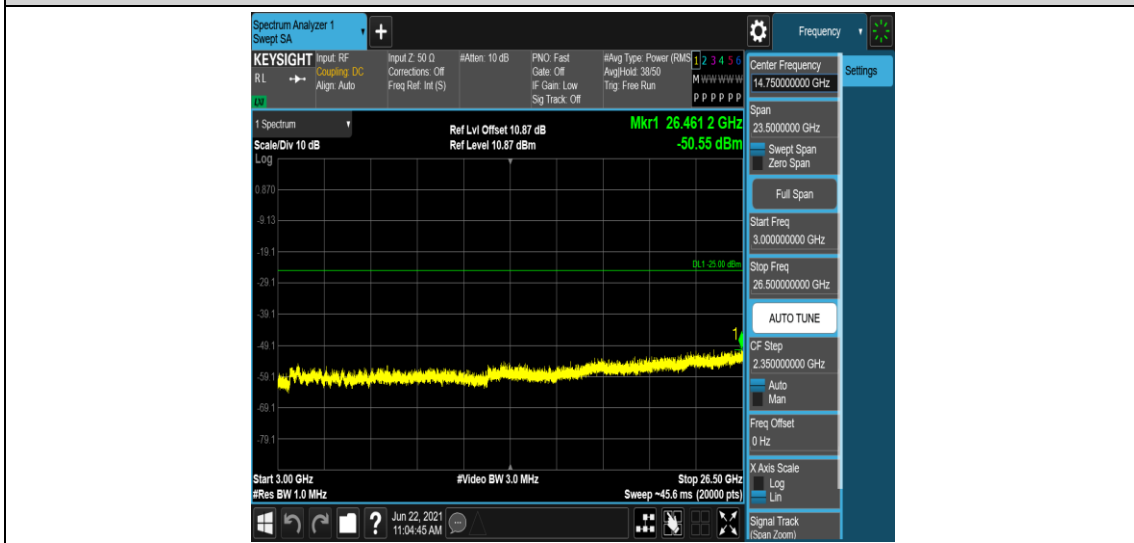 Spectrum Analyzer 1
Swept SA
+
Frequency
KEYSIGHT
RL
LXI
Input: RF
Coupling: DC
Align: Auto
Input Z: 50 Ω
Corrections: Off
Freq Ref: Int (S)
#Atten: 10 dB
PNO: Fast
Gate: Off
IF Gain: Low
Sig Track: Off
#Avg Type: Power (RMS
Avg|Hold: 38/50
Trig: Free Run
1 2 3 4 5 6
M W W W W W
P P P P P P
1 Spectrum
Scale/Div 10 dB
Ref Lvl Offset 10.87 dB
Ref Level 10.87 dBm
Mkr1 26.461 2 GHz
-50.55 dBm
Log
0.870
-9.13
-19.1
-29.1
-39.1
-49.1
-59.1
-69.1
-79.1
DL1 -25.00 dBm
1
Start 3.00 GHz
#Res BW 1.0 MHz
#Video BW 3.0 MHz
Stop 26.50 GHz
Sweep ~45.6 ms (20000 pts)
Center Frequency
14.750000000 GHz
Settings
Span
23.5000000 GHz
Swept Span
Zero Span
Full Span
Start Freq
3.000000000 GHz
Stop Freq
26.500000000 GHz
AUTO TUNE
CF Step
2.350000000 GHz
Auto
Man
Freq Offset
0 Hz
X Axis Scale
Log
Lin
Signal Track
(Span Zoom)
?
Jun 22, 2021
11:04:45 AM